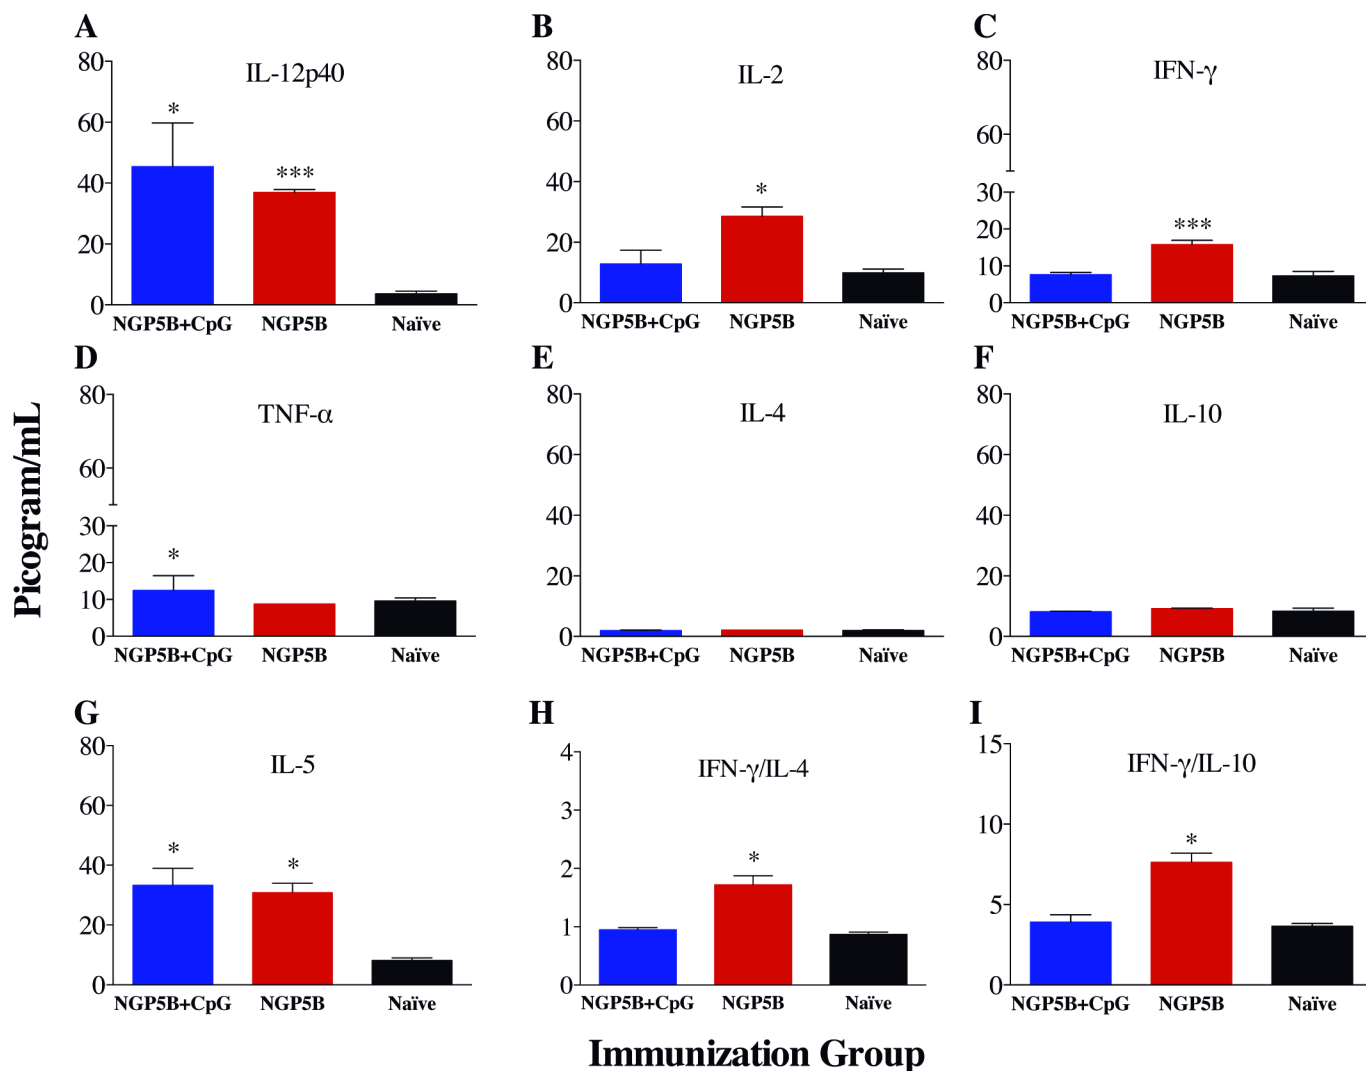 A
IL-12p40
80
60
40
20
0
*
***
NGP5B+CpG NGP5B Naïve
B
IL-2
80
60
40
20
0
*
NGP5B+CpG NGP5B Naïve
C
IFN-γ
80
60
30
20
10
0
***
NGP5B+CpG NGP5B Naïve
D
TNF-α
80
60
30
20
10
0
*
NGP5B+CpG NGP5B Naïve
E
IL-4
80
60
40
20
0
NGP5B+CpG NGP5B Naïve
F
IL-10
80
60
40
20
0
NGP5B+CpG NGP5B Naïve
G
IL-5
80
60
40
20
0
*
*
NGP5B+CpG NGP5B Naïve
H
IFN-γ/IL-4
4
3
2
1
0
*
NGP5B+CpG NGP5B Naïve
I
IFN-γ/IL-10
15
10
5
0
*
NGP5B+CpG NGP5B Naïve
Picogram/mL
Immunization Group